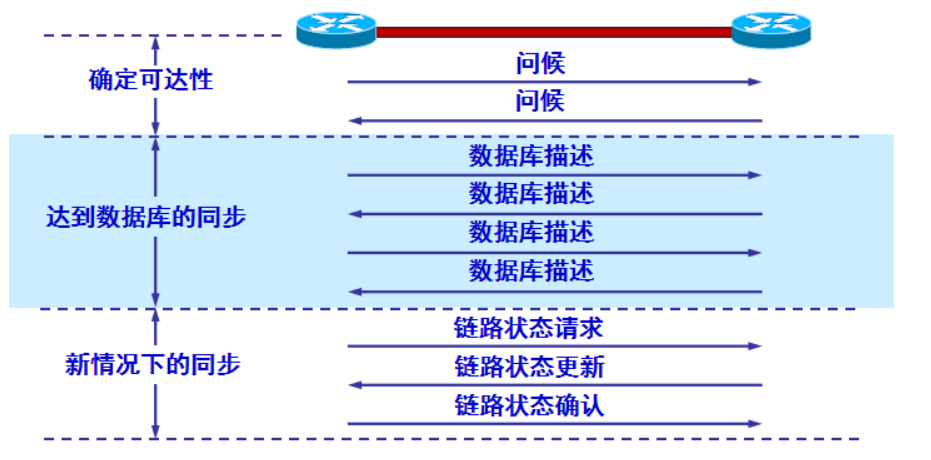 问候
确定可达性
问候
数据库描述
数据库描述
达到数据库的同步
数据库描述
数据库描述
链路状态请求
新情况下的同步
链路状态更新
链路状态确认